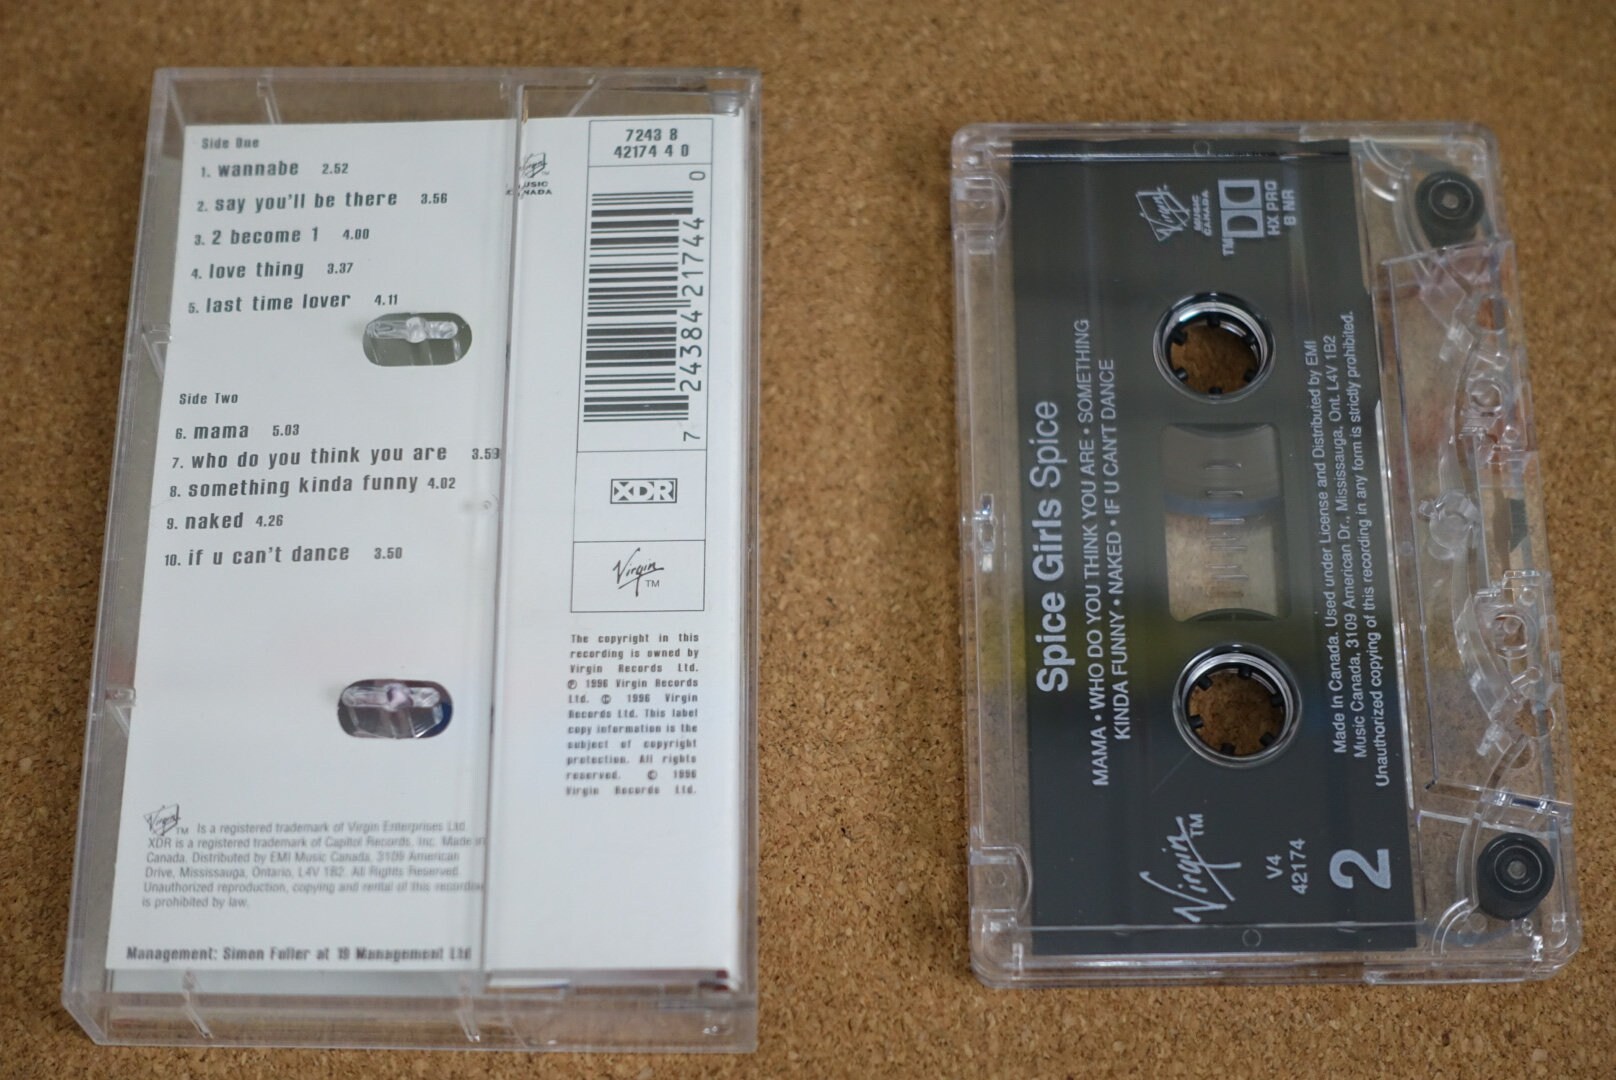 Side One
1. wannabe 2.52
2. say you'll be there 3.56
3. 2 become 1 4.00
4. love thing 3.37
5. last time lover 4.11
Side Two
6. mama 5.03
7. who do you think you are 3.59
8. something kinda funny 4.02
9. naked 4.26
10. if u can't dance 3.50
Virgin TM Is a registered trademark of Virgin Enterprises Ltd
XDR is a registered trademark of Capitol Records, Inc. Made in
Canada. Distributed by EMI Music Canada. 3109 American
Drive, Mississauga, Ontario, L4V 1B2. All Rights Reserved
Unauthorized reproduction, copying and rental of this recording
is prohibited by law.
Management: Simon Fuller at 19 Management Ltd
Virgin
MUSIC
CANADA
7243 8
42174 4 0
7 24384 21744 0
XDR
Virgin TM
The copyright in this
recording is owned by
Virgin Records Ltd.
℗ 1996 Virgin Records
Ltd. © 1996 Virgin
Records Ltd. This label
copy information is the
subject of copyright
protection. All rights
reserved. © 1996
Virgin Records Ltd.
Spice Girls Spice
MAMA • WHO DO YOU THINK YOU ARE • SOMETHING
KINDA FUNNY • NAKED • IF U CAN'T DANCE
Virgin TM
V4
42174
2
Virgin
MUSIC
CANADA
TM
HX PRO
B NR
Made In Canada. Used under License and Distributed by EMI
Music Canada, 3109 American Dr., Mississauga, Ont. L4V 1B2
Unauthorized copying of this recording in any form is strictly prohibited.